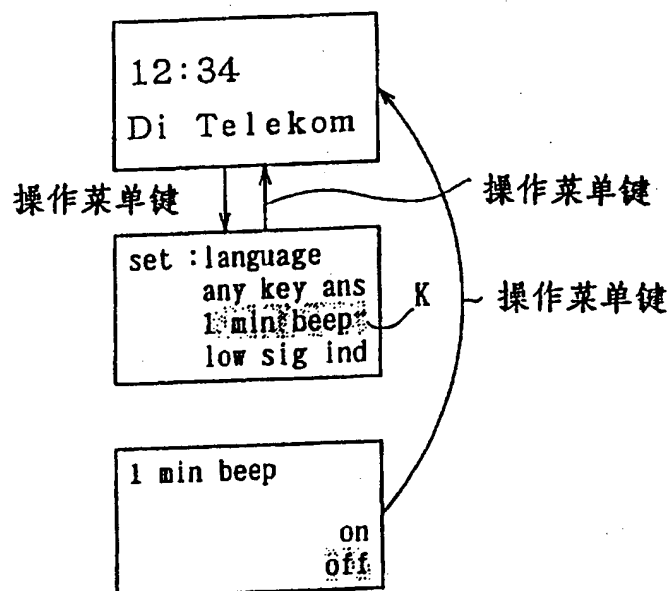 12:34
Di Telekom
操作菜单键
操作菜单键
set :language
any key ans
1 min beep
low sig ind
K
操作菜单键
1 min beep
on
off